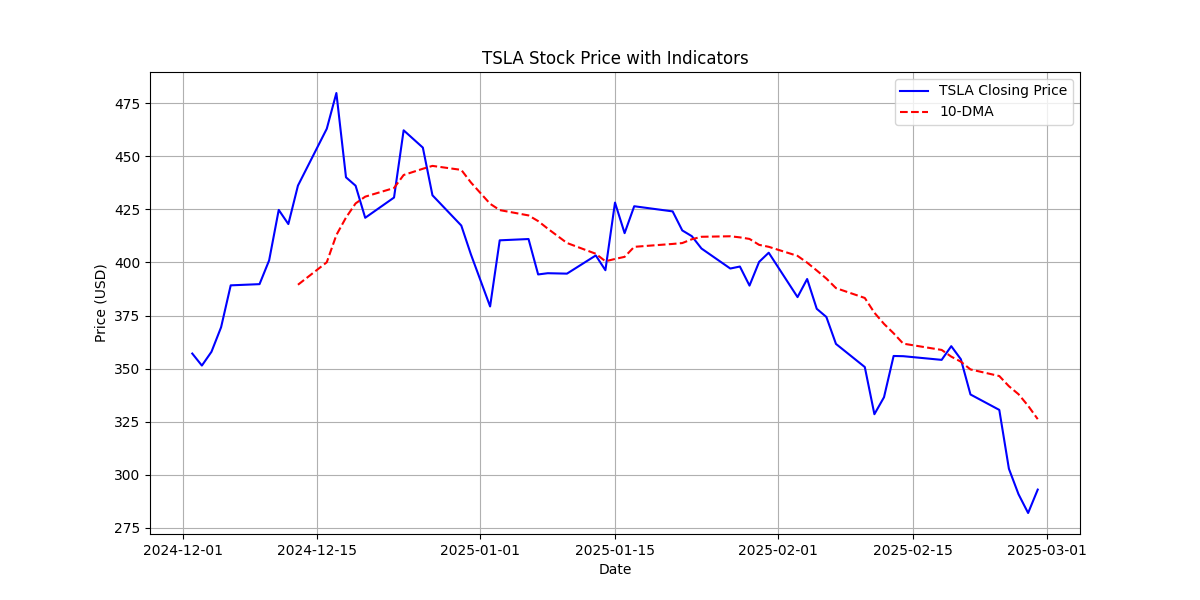 TSLA Stock Price with Indicators
TSLA Closing Price
10-DMA
475
450
425
400
375
350
325
300
275
Price (USD)
2024-12-01 2024-12-15 2025-01-01 2025-01-15 2025-02-01 2025-02-15 2025-03-01
Date